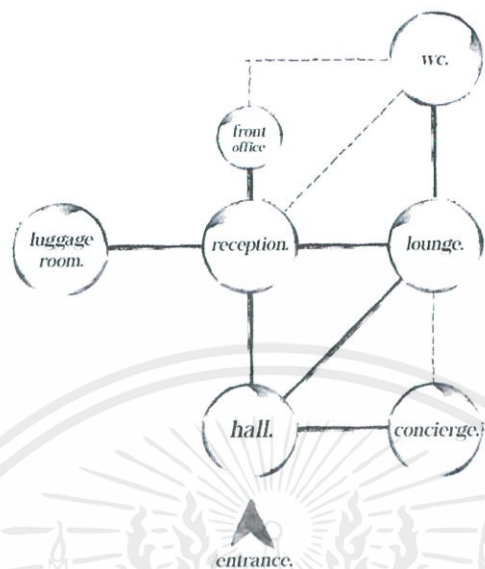 wc.
front
office
luggage
room.
reception.
lounge.
hall.
concierge.
entrance.